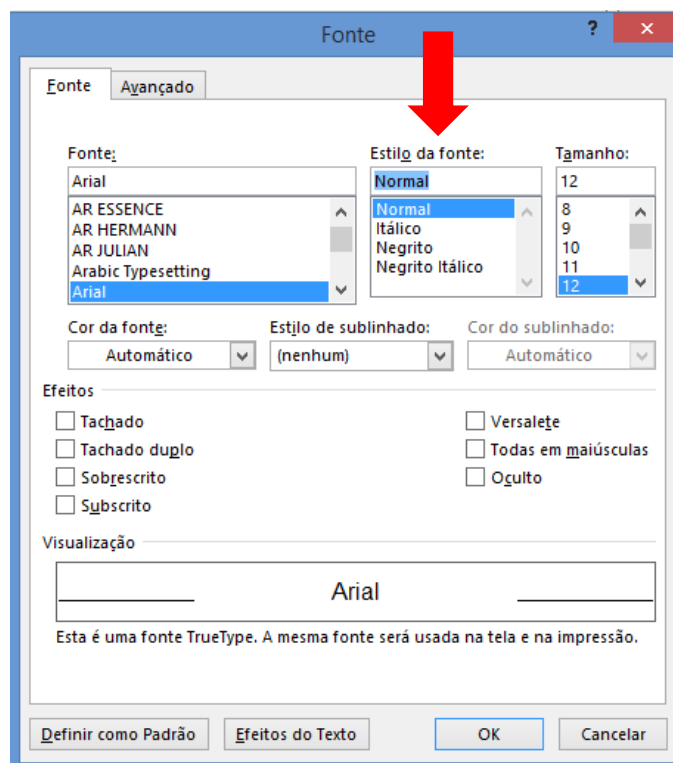 Fonte
?
×
Fonte Avançado
Fonte: Estilo da fonte: Tamanho:
Arial Normal 12
AR ESSENCE Normal 8
AR HERMANN Itálico 9
AR JULIAN Negrito 10
Arabic Typesetting Negrito Itálico 11
Arial 12
Cor da fonte: Estilo de sublinhado: Cor do sublinhado:
Automático (nenhum) Automático
Efeitos
Tachado Versalete
Tachado duplo Todas em maiúsculas
Sobrescrito Oculto
Subscrito
Visualização
Arial
Esta é uma fonte TrueType. A mesma fonte será usada na tela e na impressão.
Definir como Padrão Efeitos do Texto OK Cancelar